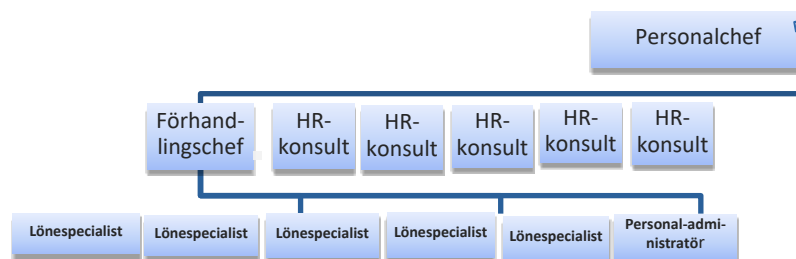 Personalchef
Förhand-
lingschef
HR-
konsult
HR-
konsult
HR-
konsult
HR-
konsult
HR-
konsult
Lönespecialist
Lönespecialist
Lönespecialist
Lönespecialist
Lönespecialist
Personal-admi-
nistratör